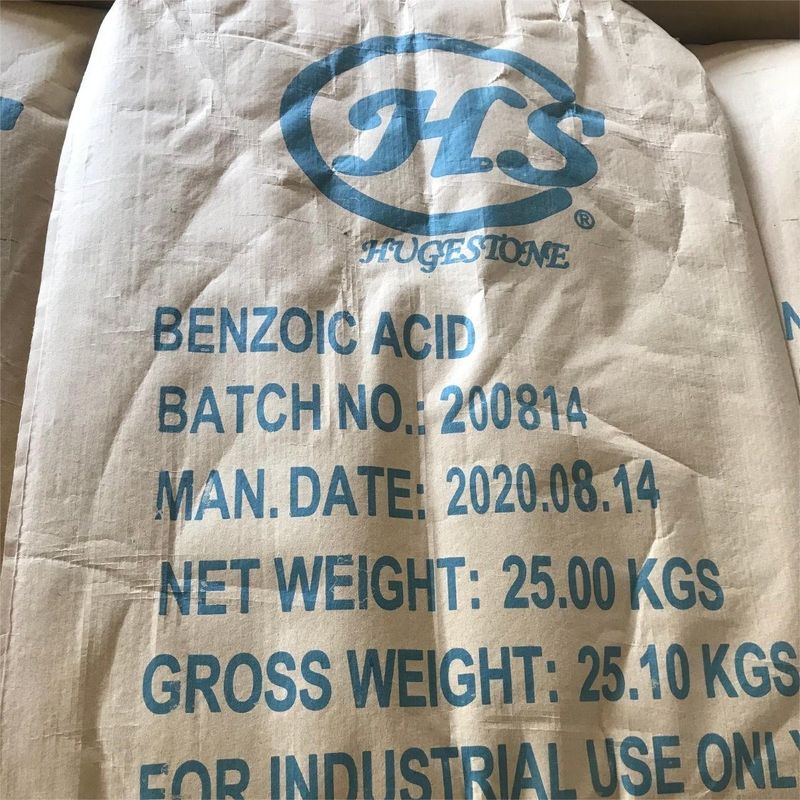 HS
®
HUGESTONE
BENZOIC ACID
BATCH NO.: 200814
MAN. DATE: 2020.08.14
NET WEIGHT: 25.00 KGS
GROSS WEIGHT: 25.10 KGS
FOR INDUSTRIAL USE ONLY